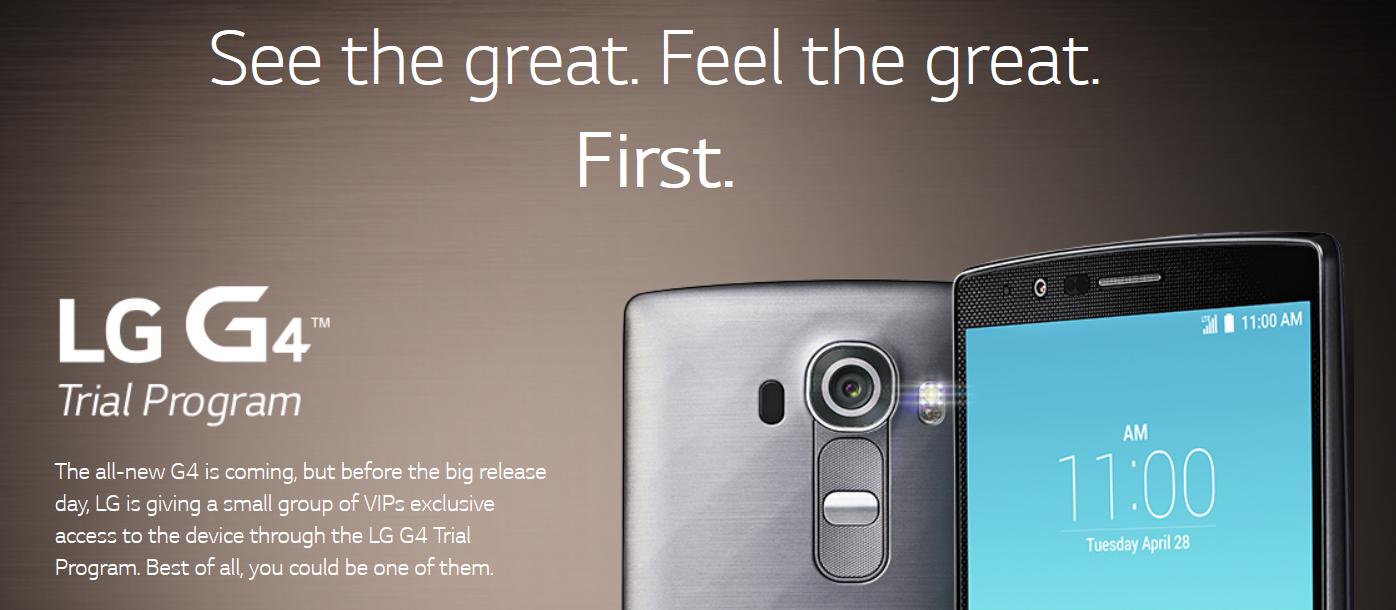 See the great. Feel the great.
First.
LG G4™
Trial Program
The all-new G4 is coming, but before the big release
day, LG is giving a small group of VIPs exclusive
access to the device through the LG G4 Trial
Program. Best of all, you could be one of them.
LTE 11:00 AM
AM
11:00
Tuesday April 28